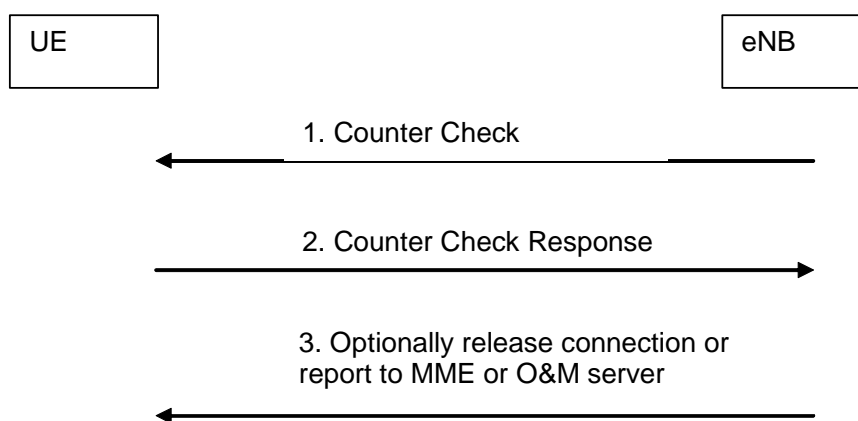 UE
eNB
1. Counter Check
2. Counter Check Response
3. Optionally release connection or
report to MME or O&M server